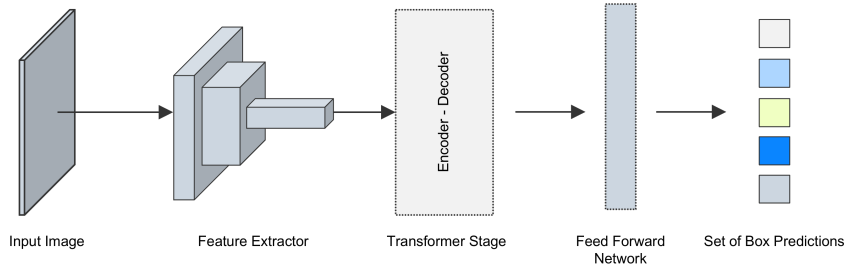 Encoder - Decoder
Input Image
Feature Extractor
Transformer Stage
Feed Forward
Network
Set of Box Predictions